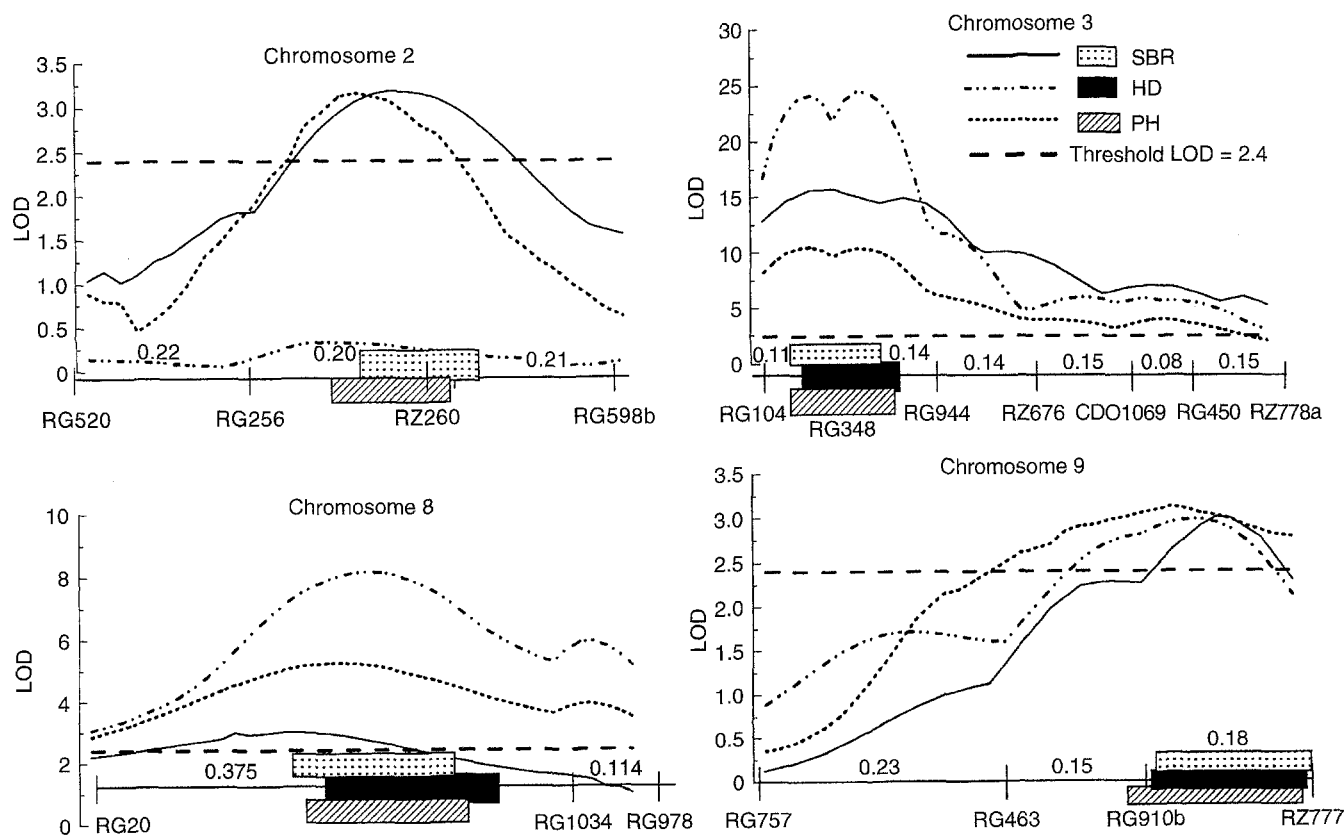 Chromosome 2
3.5
3.0
2.5
2.0
1.5
1.0
0.5
0
LOD
0.22
0.20
0.21
RG520
RG256
RZ260
RG598b
Chromosome 3
SBR
HD
PH
Threshold LOD = 2.4
30
25
20
15
10
5
0
LOD
0.11
0.14
0.14
0.15
0.08
0.15
RG104
RG348
RG944
RZ676
CDO1069
RG450
RZ778a
Chromosome 8
10
8
6
4
2
0
LOD
0.375
0.114
RG20
RG1034
RG978
Chromosome 9
3.5
3.0
2.5
2.0
1.5
1.0
0.5
0
LOD
0.23
0.15
0.18
RG757
RG463
RG910b
RZ777